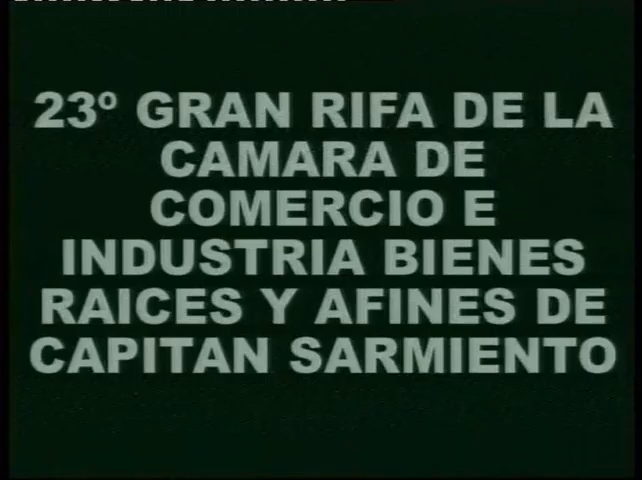 23º GRAN RIFA DE LA
CAMARA DE
COMERCIO E
INDUSTRIA BIENES
RAICES Y AFINES DE
CAPITAN SARMIENTO